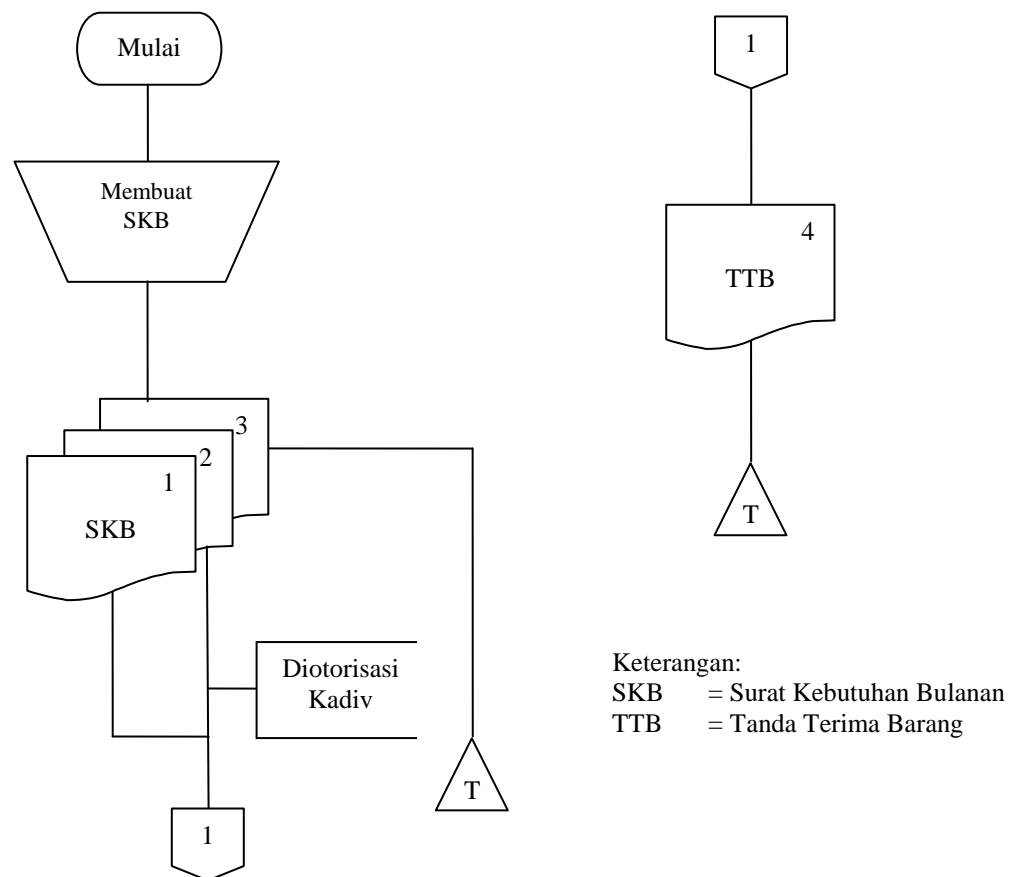 Mulai
Membuat
SKB
3
2
1
SKB
Diotorisasi
Kadiv
T
1
1
4
TTB
T
Keterangan:
SKB = Surat Kebutuhan Bulanan
TTB = Tanda Terima Barang